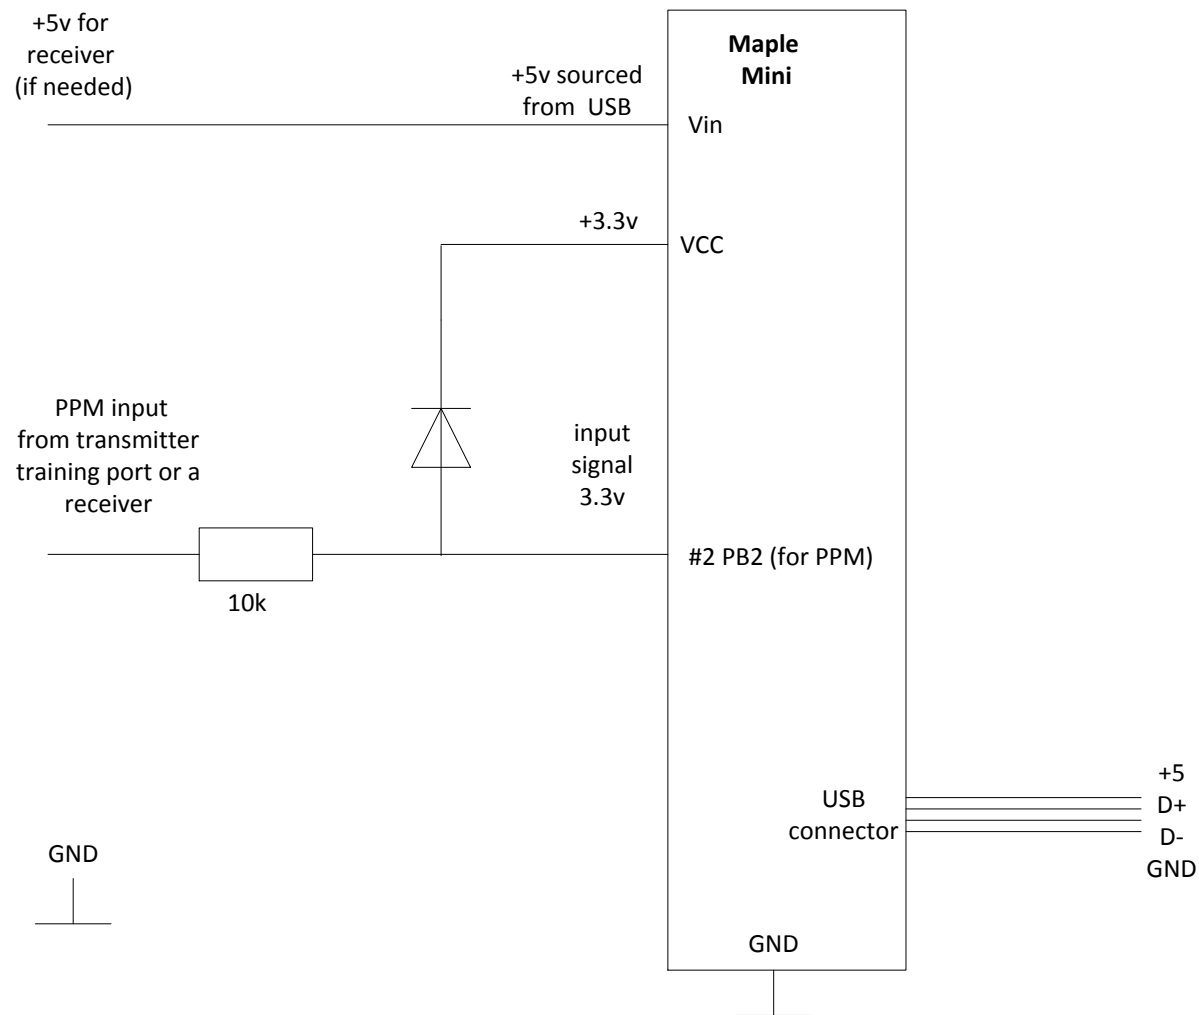 +5v for
receiver
(if needed)
+5v sourced
from USB
Maple
Mini
Vin
+3.3v
VCC
PPM input
from transmitter
training port or a
receiver
input
signal
3.3v
#2 PB2 (for PPM)
10k
USB
connector
+5
D+
D-
GND
GND
GND